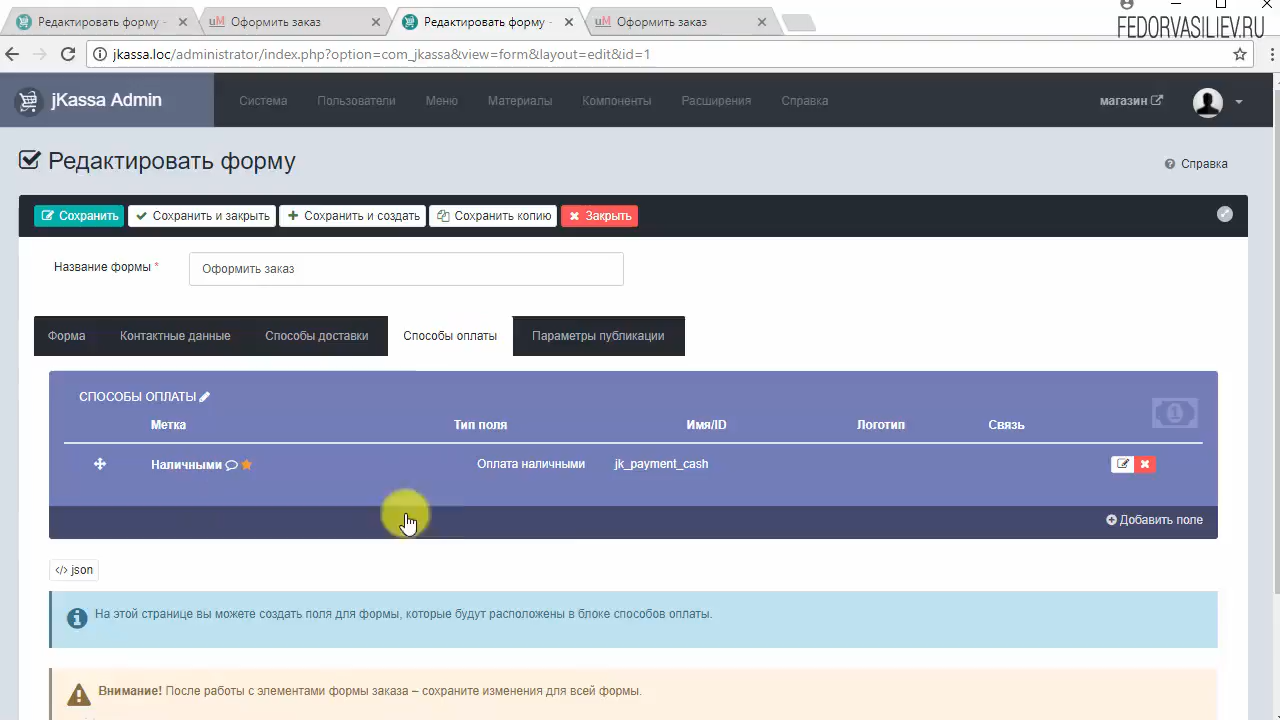 Редактировать форму -
Оформить заказ
Редактировать форму -
Оформить заказ
FEDORVASILIEV.RU
jkassa.loc/administrator/index.php?option=com_jkassa&view=form&layout=edit&id=1
jKassa Admin
Система
Пользователи
Меню
Материалы
Компоненты
Расширения
Справка
магазин
Редактировать форму
Справка
Сохранить
Сохранить и закрыть
Сохранить и создать
Сохранить копию
Закрыть
Название формы *
Оформить заказ
Форма
Контактные данные
Способы доставки
Способы оплаты
Параметры публикации
СПОСОБЫ ОПЛАТЫ
Метка
Тип поля
Имя/ID
Логотип
Связь
Наличными
Оплата наличными
jk_payment_cash
Добавить поле
</> json
На этой странице вы можете создать поля для формы, которые будут расположены в блоке способов оплаты.
Внимание! После работы с элементами формы заказа – сохраните изменения для всей формы.